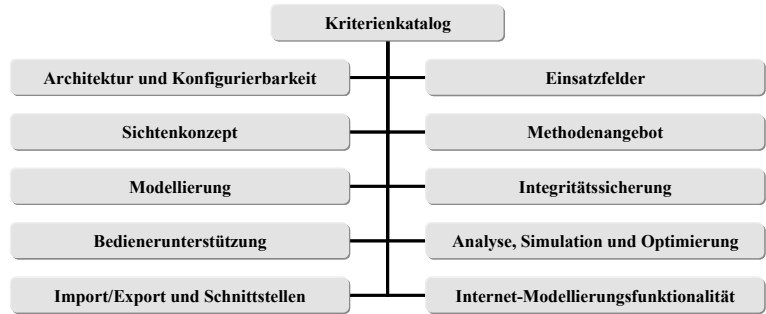 Kriterienkatalog
Architektur und Konfigurierbarkeit
Einsatzfelder
Sichtenkonzept
Methodenangebot
Modellierung
Integritätssicherung
Bedienerunterstützung
Analyse, Simulation und Optimierung
Import/Export und Schnittstellen
Internet-Modellierungsfunktionalität